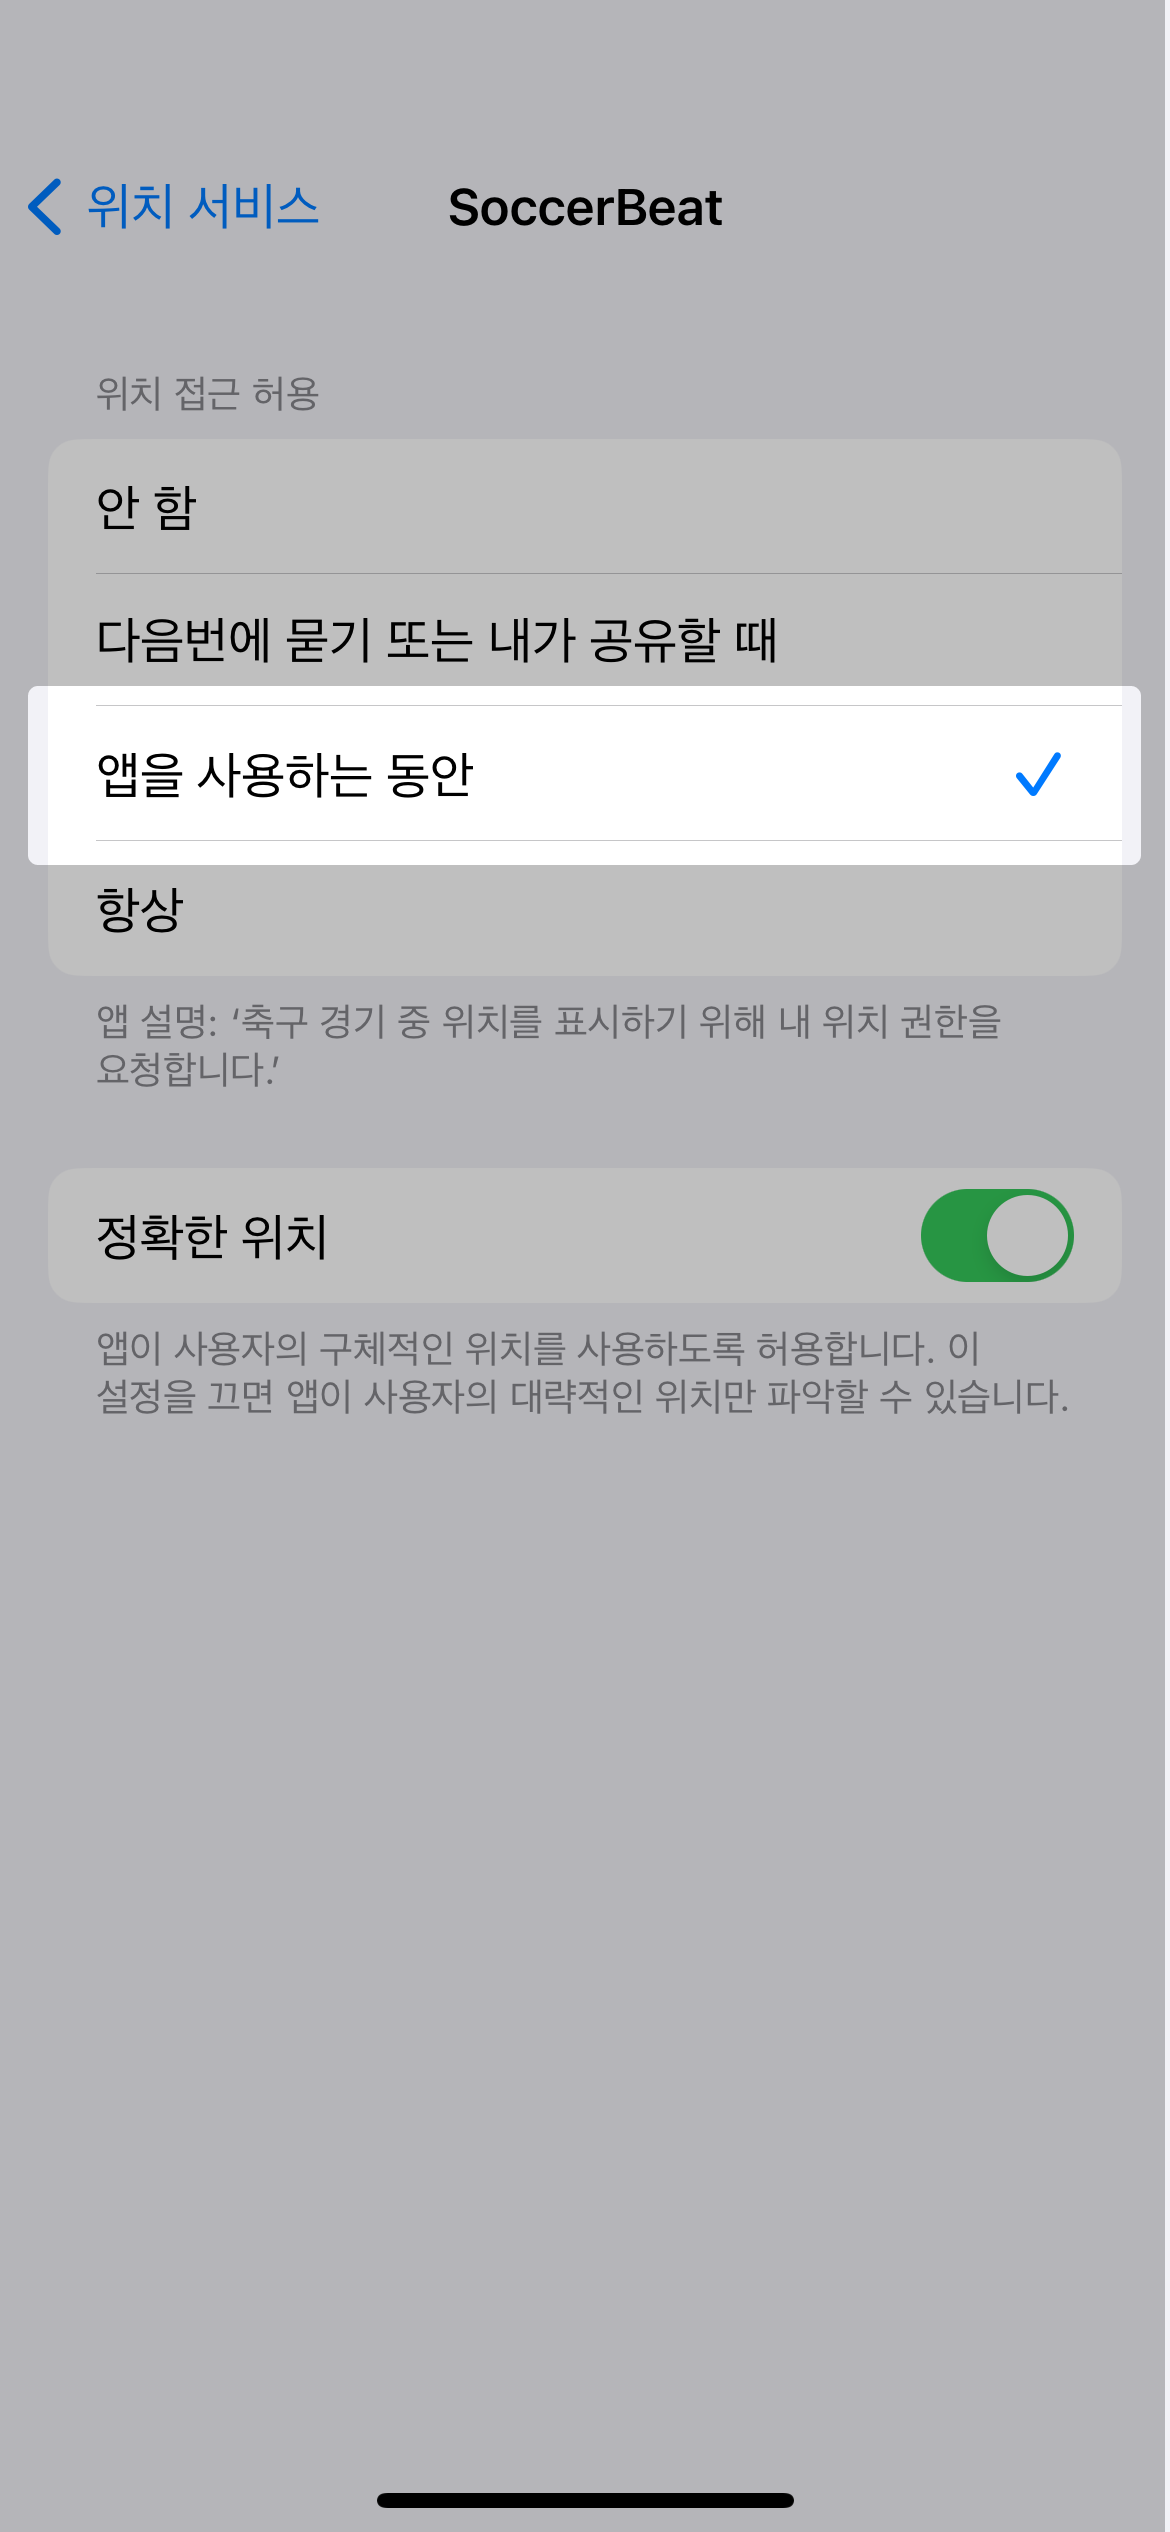 위치 서비스
SoccerBeat
위치 접근 허용
안 함
다음번에 묻기 또는 내가 공유할 때
앱을 사용하는 동안
항상
앱 설명: ‘축구 경기 중 위치를 표시하기 위해 내 위치 권한을
요청합니다.’
정확한 위치
앱이 사용자의 구체적인 위치를 사용하도록 허용합니다. 이
설정을 끄면 앱이 사용자의 대략적인 위치만 파악할 수 있습니다.